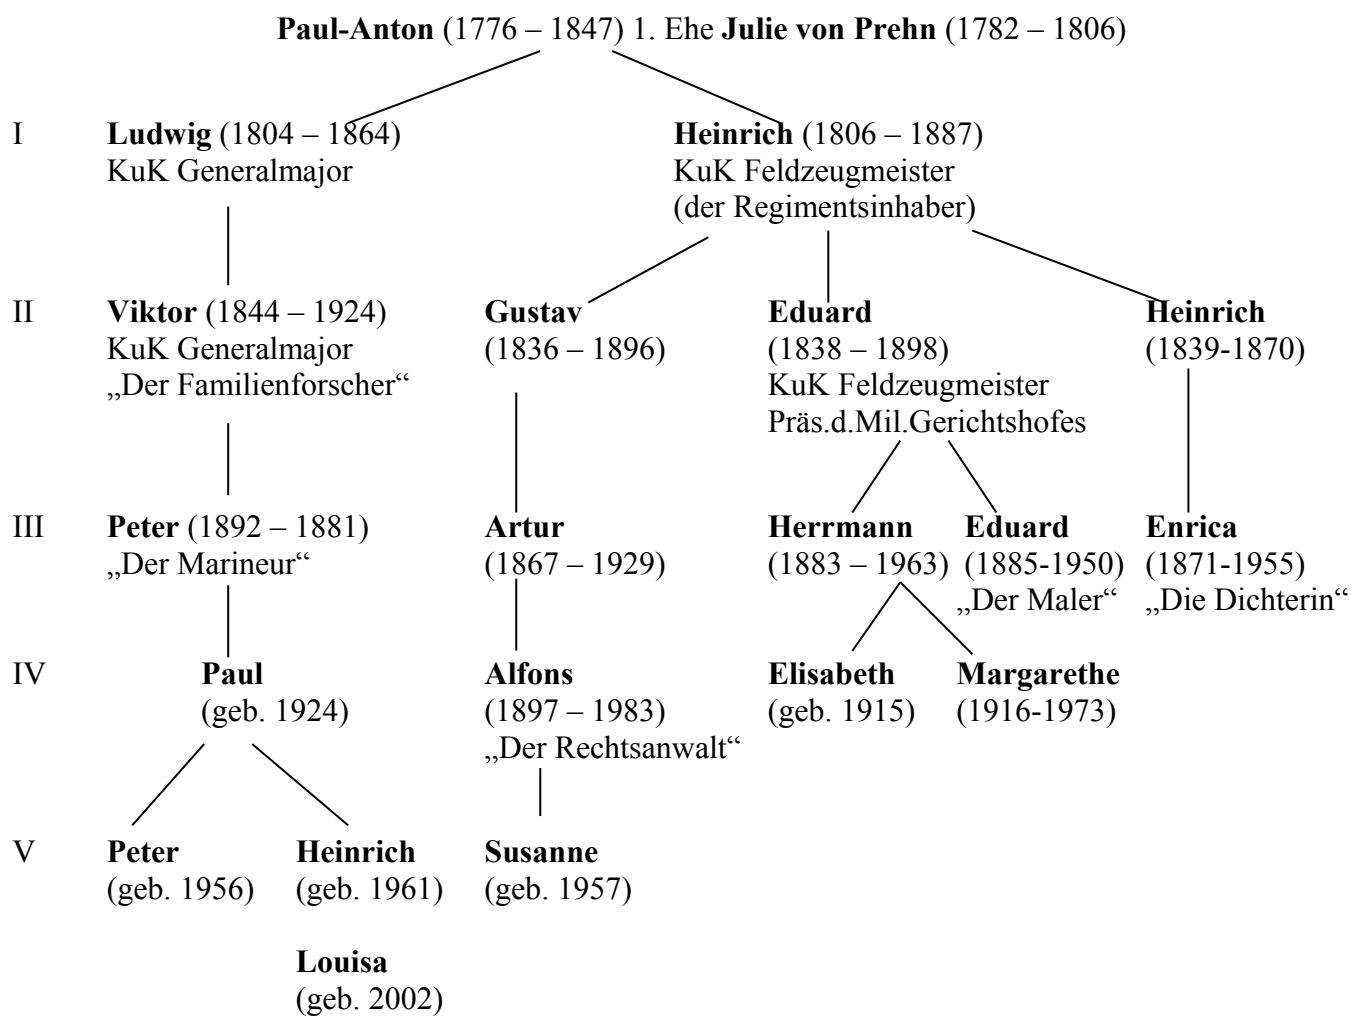 Paul-Anton (1776 – 1847) 1. Ehe Julie von Prehn (1782 – 1806)
I Ludwig (1804 – 1864) Heinrich (1806 – 1887)
KuK Generalmajor KuK Feldzeugmeister
(der Regimentsinhaber)
II Viktor (1844 – 1924) Gustav Eduard Heinrich
KuK Generalmajor (1836 – 1896) (1838 – 1898) (1839-1870)
„Der Familienforscher“ KuK Feldzeugmeister
Präs.d.Mil.Gerichtshofes
III Peter (1892 – 1881) Artur Herrmann Eduard Enrica
„Der Marineur“ (1867 – 1929) (1883 – 1963) (1885-1950) (1871-1955)
„Der Maler“ „Die Dichterin“
IV Paul Alfons Elisabeth Margarethe
(geb. 1924) (1897 – 1983) (geb. 1915) (1916-1973)
„Der Rechtsanwalt“
V Peter Heinrich Susanne
(geb. 1956) (geb. 1961) (geb. 1957)
Louisa
(geb. 2002)